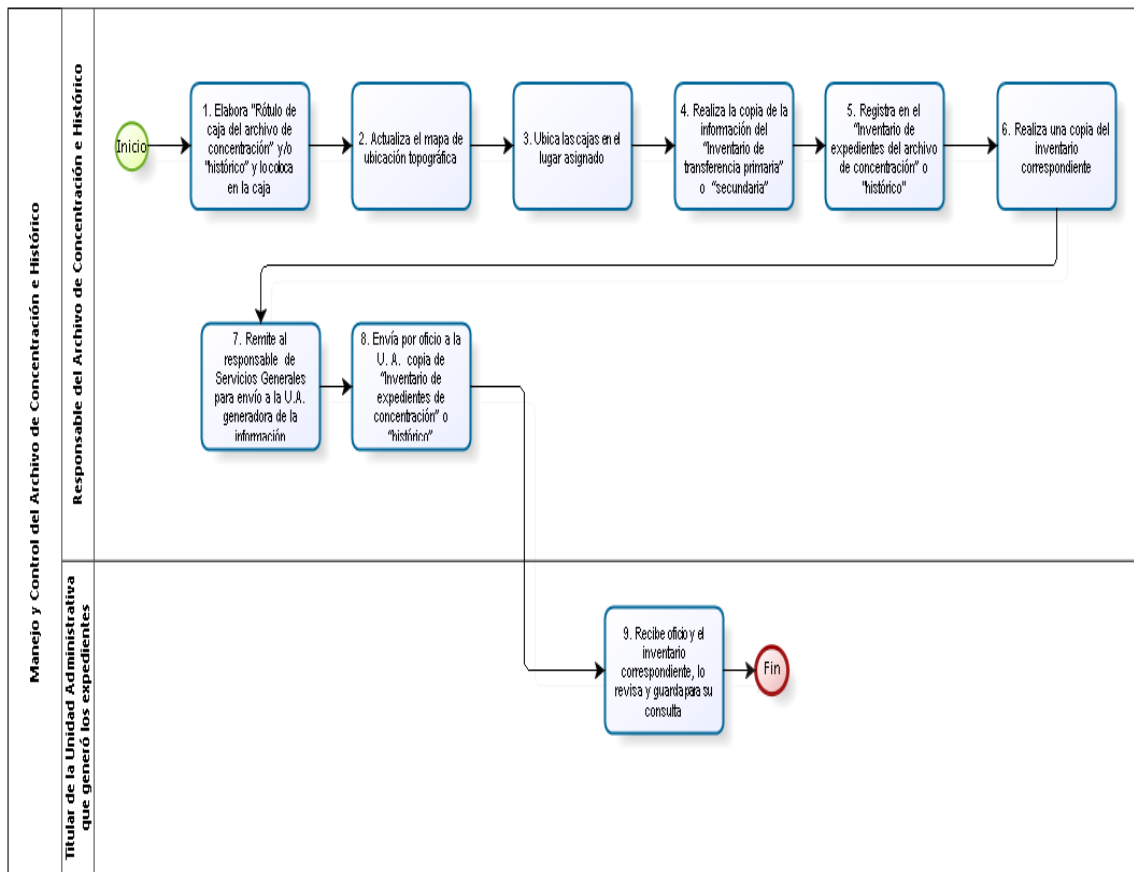 Manejo y Control del Archivo de Concentración e Histórico
Responsable del Archivo de Concentración e Histórico
Inicio
1. Elabora "Rótulo de
caja del archivo de
concentración" y/o
"histórico" y lo coloca
en la caja
2. Actualiza el mapa de
ubicación topográfica
3. Ubica las cajas en el
lugar asignado
4. Realiza la copia de la
información del
"Inventario de
transferencia primaria"
o "secundaria"
5. Registra en el
"Inventario de
expedientes del archivo
de concentración" o
"histórico"
6. Realiza una copia del
inventario
correspondiente
7. Remite al
responsable de
Servicios Generales
para envío a la U.A.
generadora de la
información
8. Envía por oficio a la
U. A. copia de
"Inventario de
expedientes de
concentración" o
"histórico"
Titular de la Unidad Administrativa
que generó los expedientes
9. Recibe oficio y el
inventario
correspondiente, lo
revisa y guarda para su
consulta
Fin